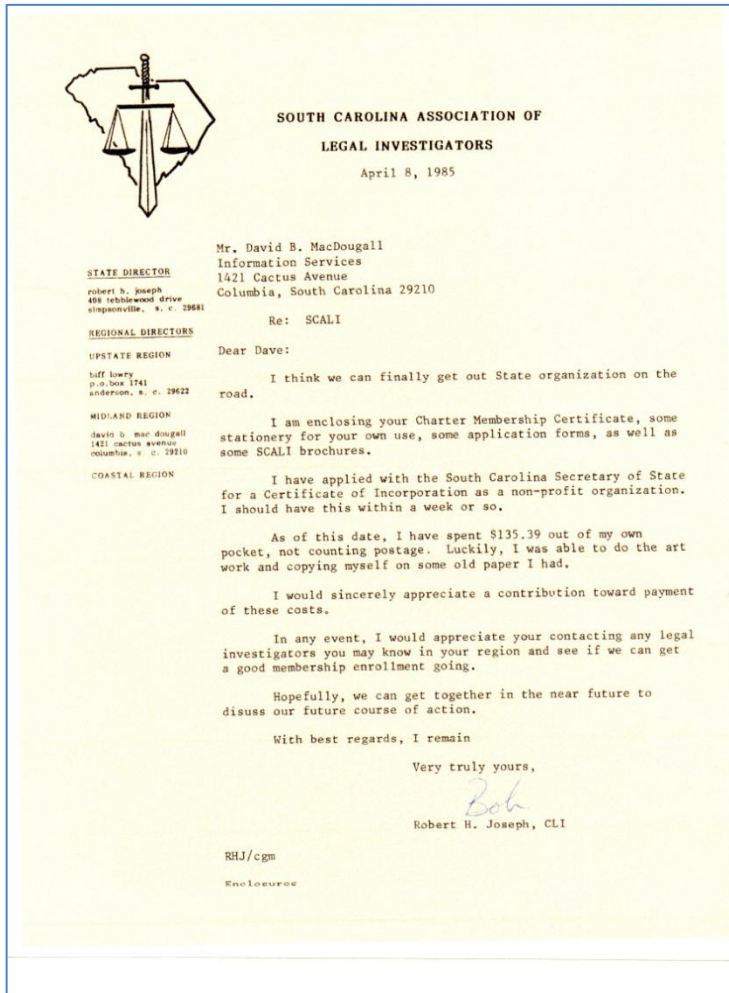 SOUTH CAROLINA ASSOCIATION OF
LEGAL INVESTIGATORS
April 8, 1985
STATE DIRECTOR
robert h. joseph
408 tebblewood drive
simpsonville, s. c. 29681
REGIONAL DIRECTORS
UPSTATE REGION
biff lowry
p.o.box 1741
anderson, s. c. 29622
MIDLAND REGION
david b. mac dougall
1421 cactus avenue
columbia, s. c. 29210
COASTAL REGION
Mr. David B. MacDougall
Information Services
1421 Cactus Avenue
Columbia, South Carolina 29210
Re: SCALI
Dear Dave:
I think we can finally get out State organization on the
road.
I am enclosing your Charter Membership Certificate, some
stationery for your own use, some application forms, as well as
some SCALI brochures.
I have applied with the South Carolina Secretary of State
for a Certificate of Incorporation as a non-profit organization.
I should have this within a week or so.
As of this date, I have spent $135.39 out of my own
pocket, not counting postage. Luckily, I was able to do the art
work and copying myself on some old paper I had.
I would sincerely appreciate a contribution toward payment
of these costs.
In any event, I would appreciate your contacting any legal
investigators you may know in your region and see if we can get
a good membership enrollment going.
Hopefully, we can get together in the near future to
disuss our future course of action.
With best regards, I remain
Very truly yours,
Bob
Robert H. Joseph, CLI
RHJ/cgm
Enclosures